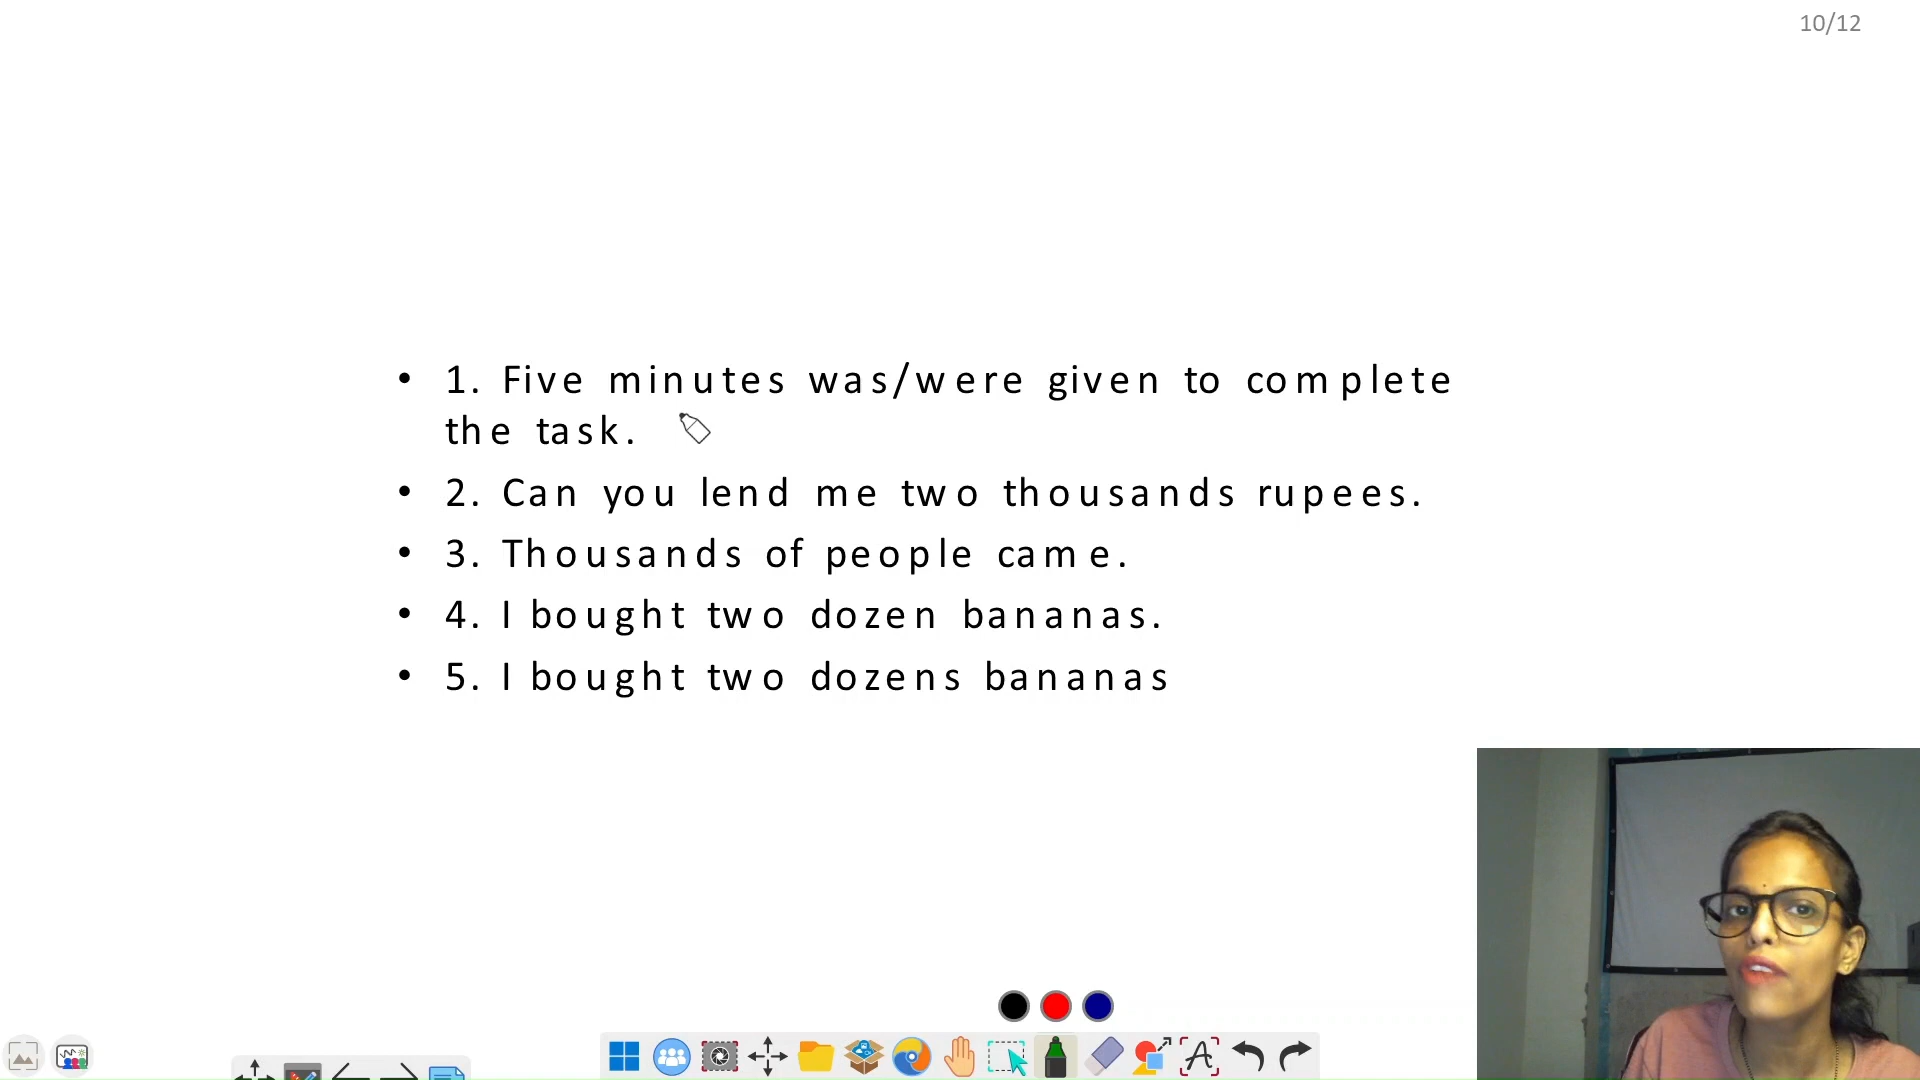 10/12
• 1. Five minutes was/were given to complete
the task.
• 2. Can you lend me two thousands rupees.
• 3. Thousands of people came.
• 4. I bought two dozen bananas.
• 5. I bought two dozens bananas